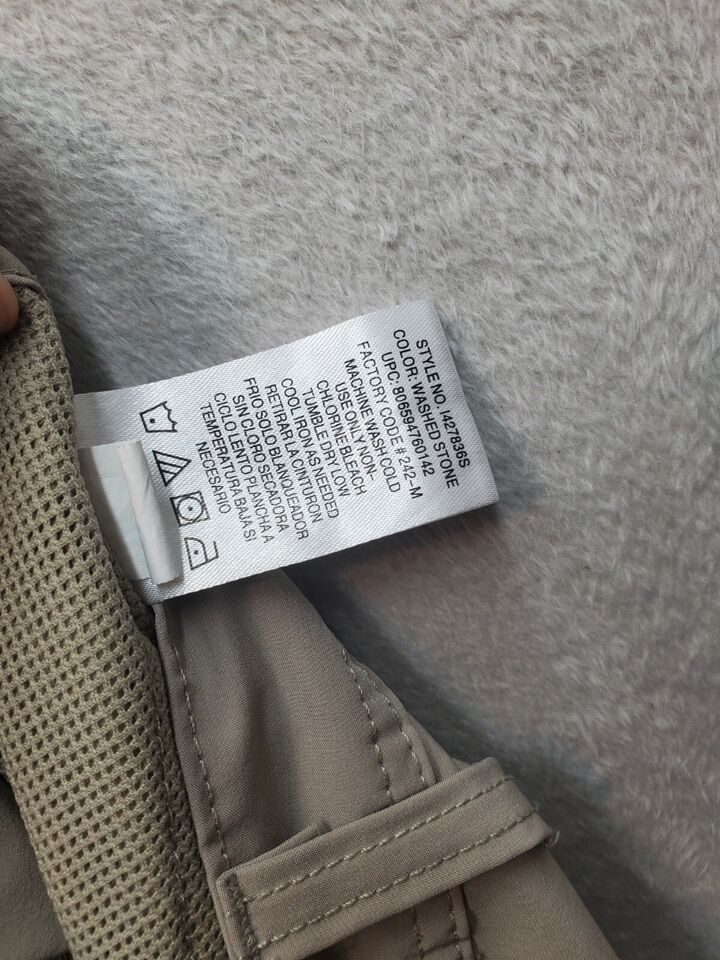 STYLE NO. I427836S
COLOR: WASHED STONE
UPC: 806594760142
FACTORY CODE # 242-M
MACHINE WASH COLD
USE ONLY NON-
CHLORINE BLEACH
TUMBLE DRY LOW
COOL IRON AS NEEDED
RETIRAR LA CINTURON
FRIO SOLO BLANQUEADOR
SIN CLORO SECADORA
CICLO LENTO PLANCHA A
TEMPERATURA BAJA SI
NECESARIO